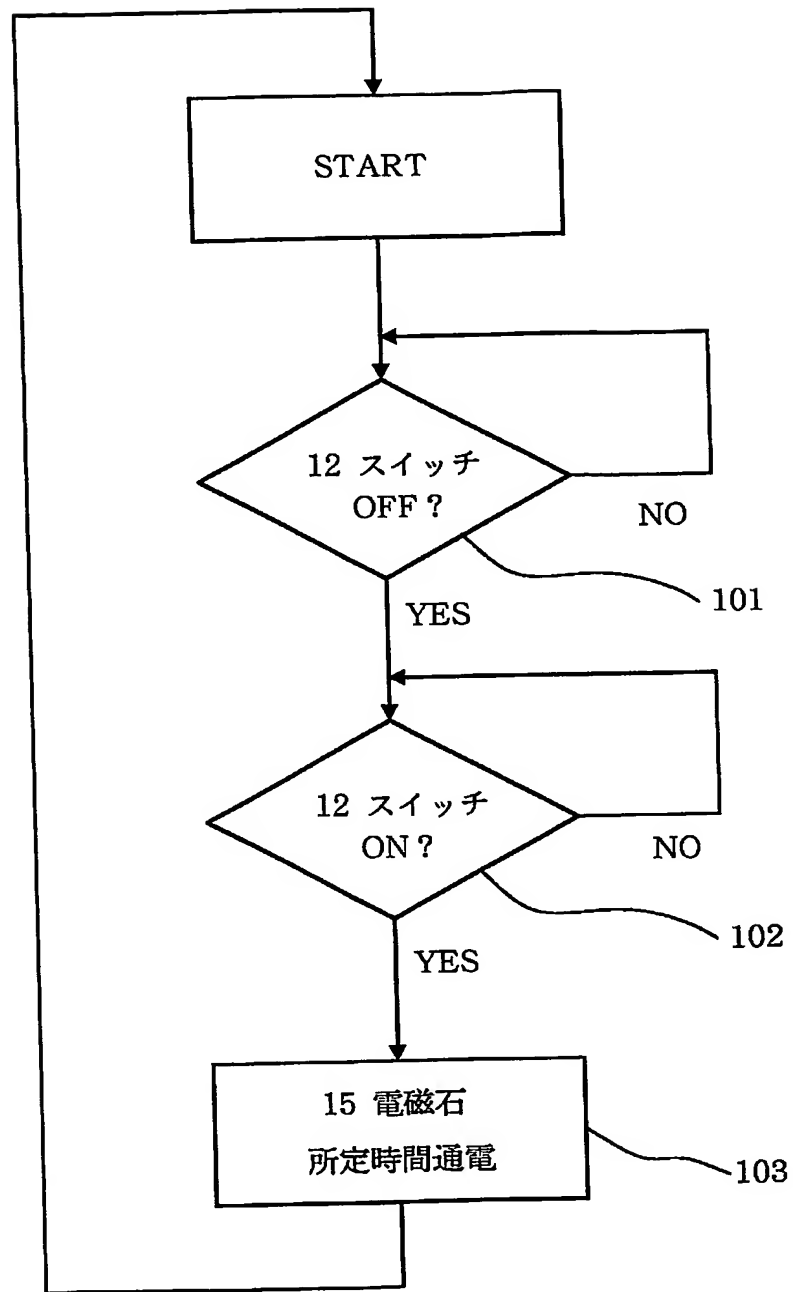 START
12 スイッチ
OFF?
NO
101
YES
12 スイッチ
ON?
NO
102
YES
15 電磁石
所定時間通電
103